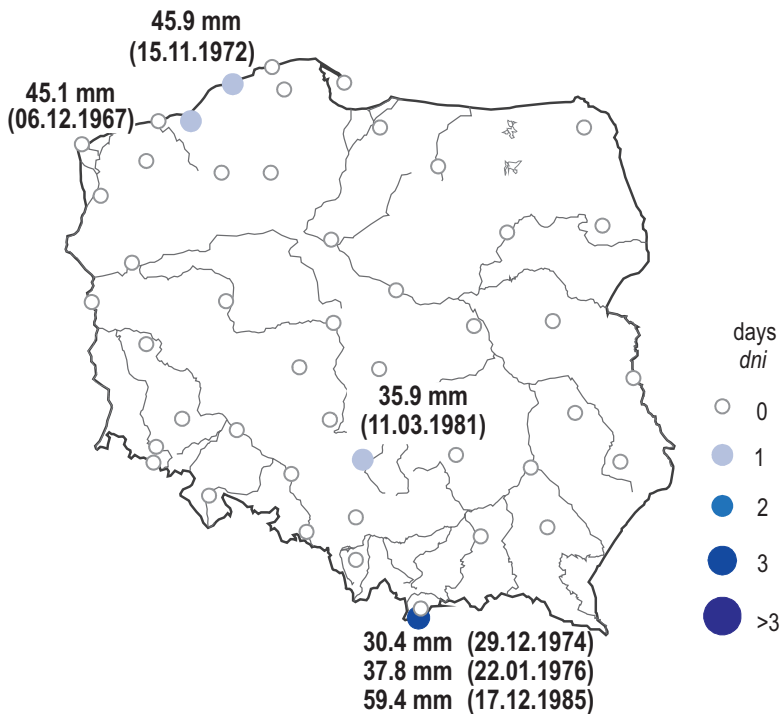 45.9 mm
(15.11.1972)
45.1 mm
(06.12.1967)
35.9 mm
(11.03.1981)
30.4 mm (29.12.1974)
37.8 mm (22.01.1976)
59.4 mm (17.12.1985)
days
dni
0
1
2
3
>3